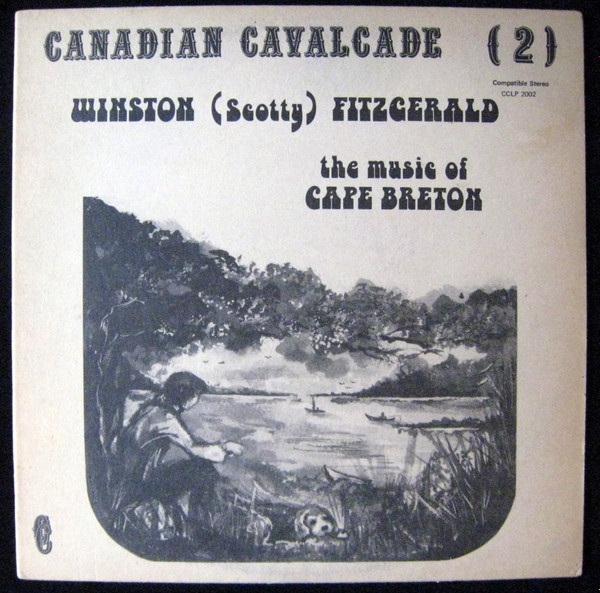 CANADIAN CAVALCADE (2)
Compatible Stereo
CCLP 2002
WINSTON (Scotty) FITZGERALD
the music of
CAPE BRETON
C